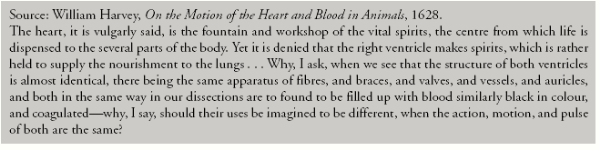 Source: William Harvey, On the Motion of the Heart and Blood in Animals, 1628.
The heart, it is vulgarly said, is the fountain and workshop of the vital spirits, the centre from which life is
dispensed to the several parts of the body. Yet it is denied that the right ventricle makes spirits, which is rather
held to supply the nourishment to the lungs . . . Why, I ask, when we see that the structure of both ventricles
is almost identical, there being the same apparatus of fibres, and braces, and valves, and vessels, and auricles,
and both in the same way in our dissections are to found to be filled up with blood similarly black in colour,
and coagulated—why, I say, should their uses be imagined to be different, when the action, motion, and pulse
of both are the same?